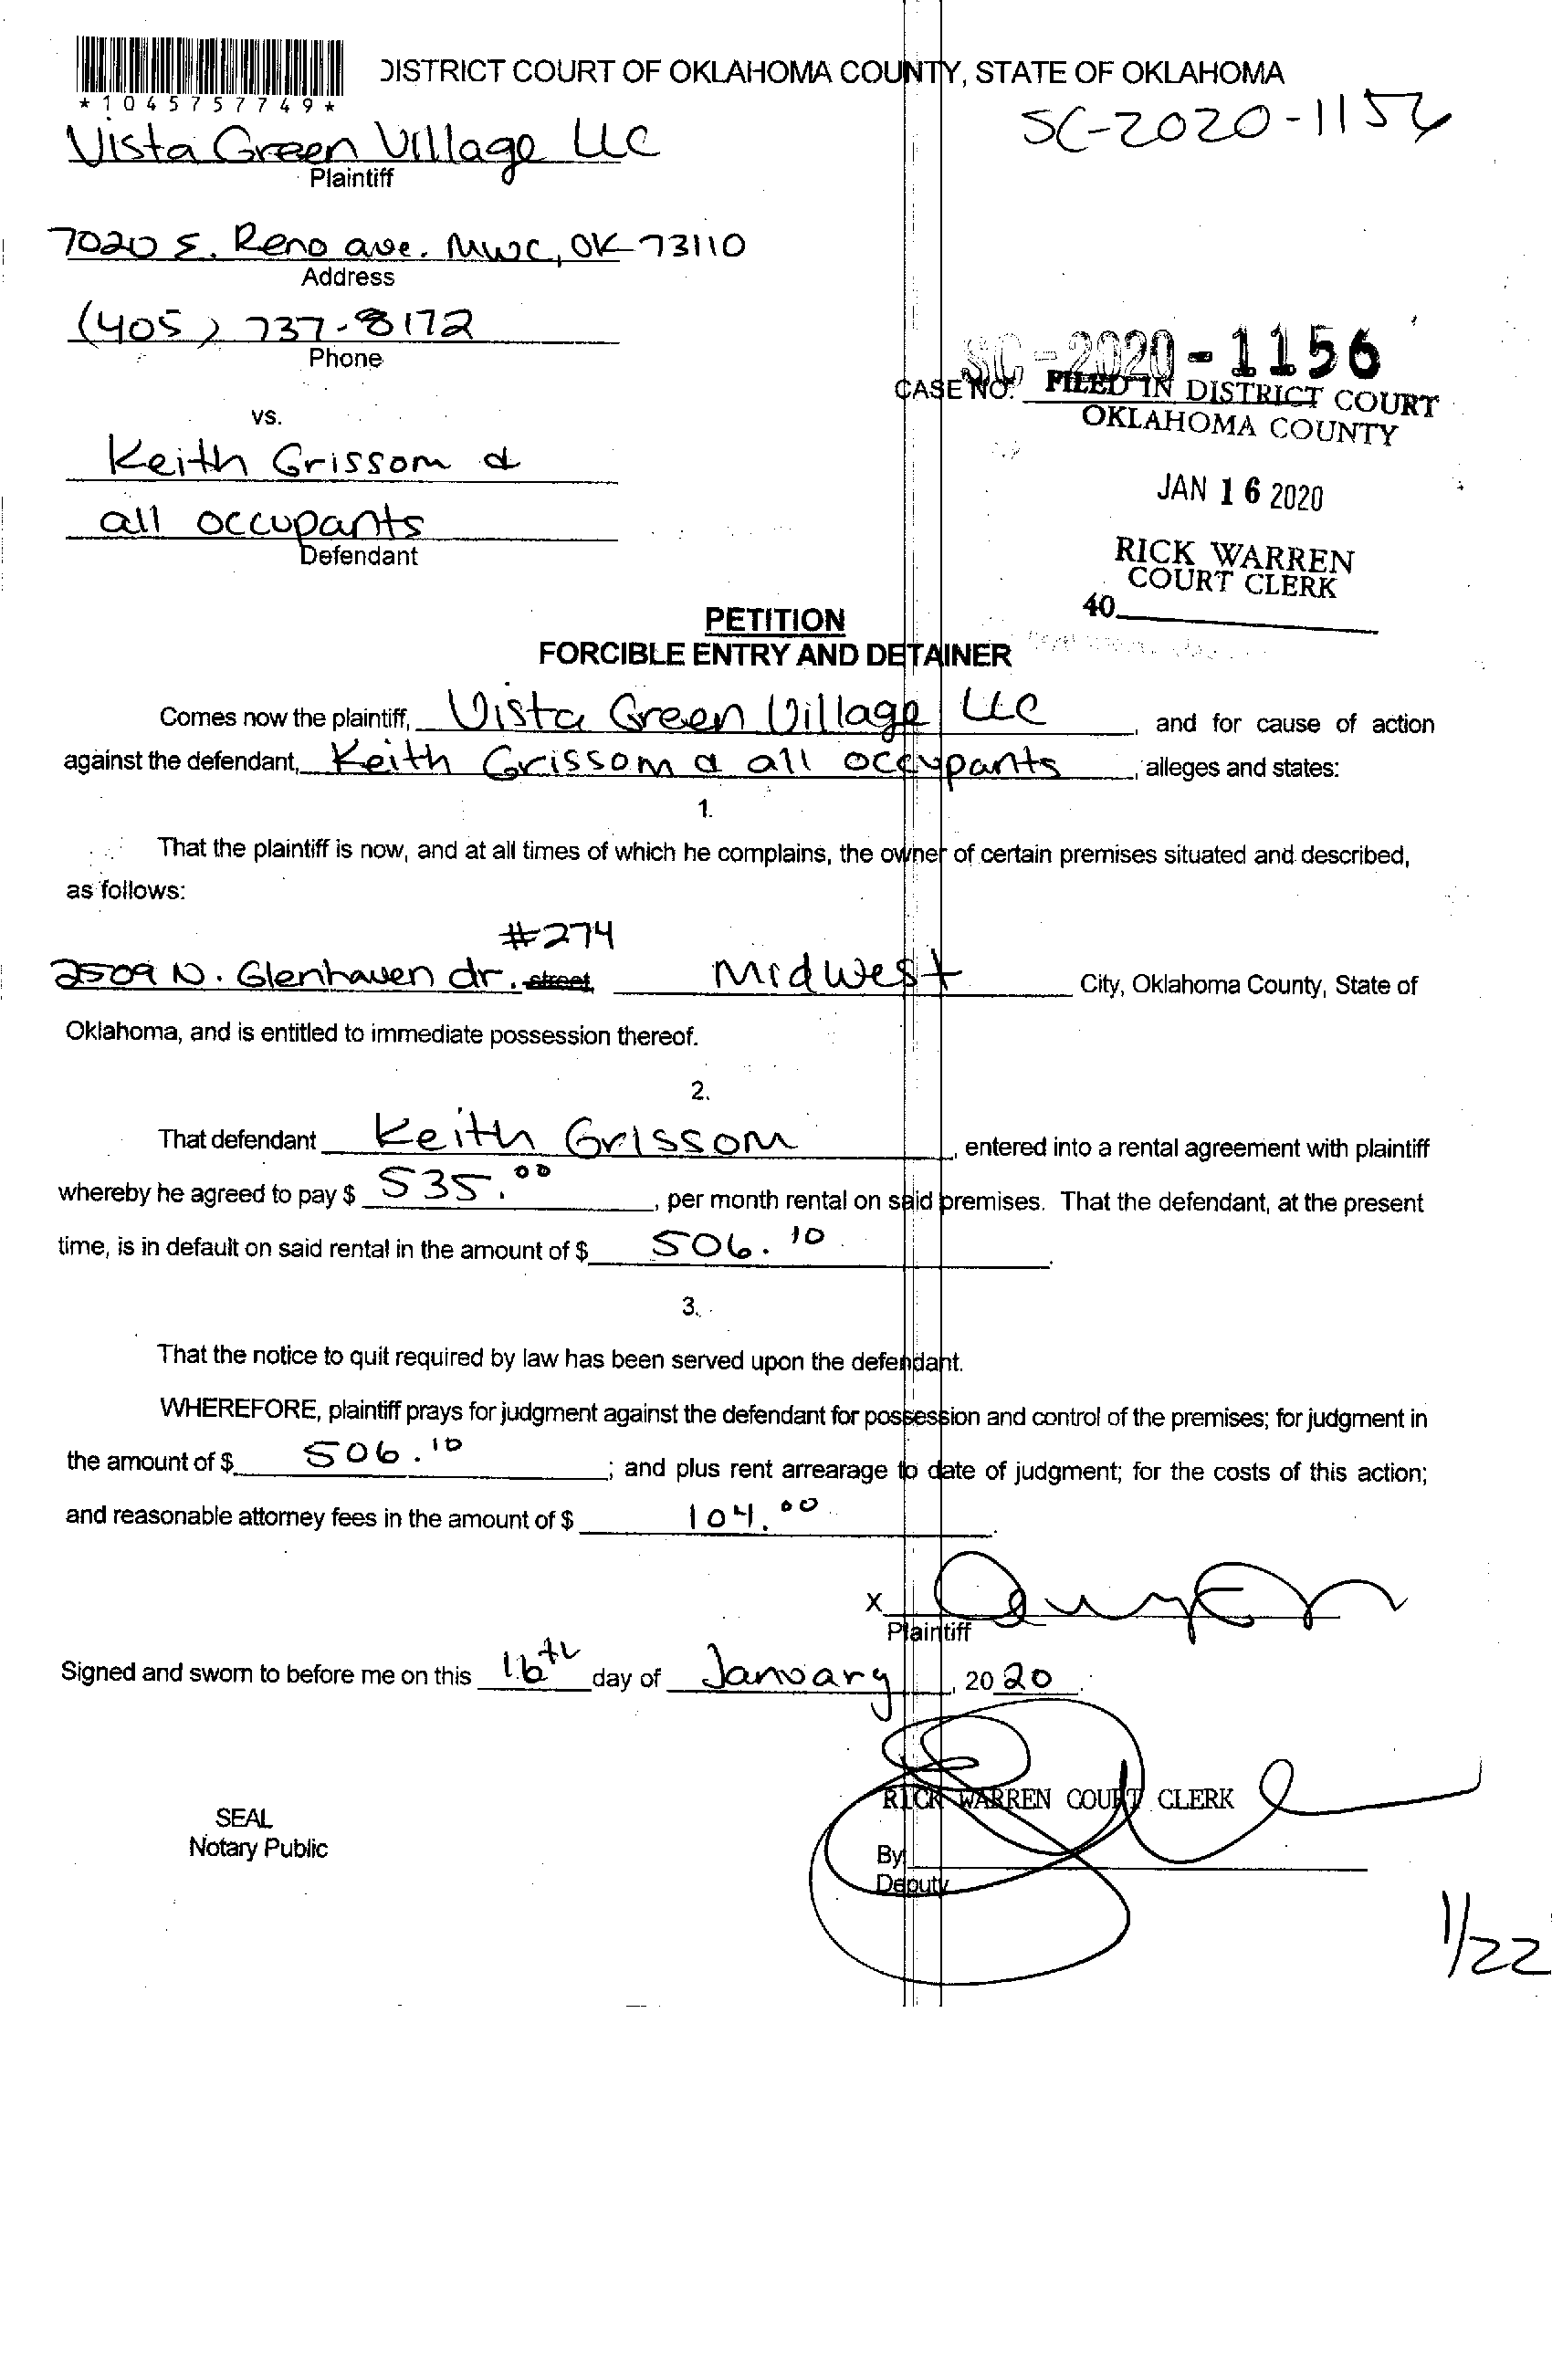 DISTRICT COURT OF OKLAHOMA COUNTY, STATE OF OKLAHOMA
*1045757749*
SC-2020-1156
Vista Green Village LLC
Plaintiff
7020 E. Reno ave. MWC, OK 73110
Address
(405) 737-8172
Phone
SC-2020-1156
CASE NO.
FILED IN DISTRICT COURT
OKLAHOMA COUNTY
vs.
Keith Grissom &
JAN 16 2020
all occupants
Defendant
RICK WARREN
COURT CLERK
40
PETITION
FORCIBLE ENTRY AND DETAINER
Comes now the plaintiff, Vista Green Village LLC, and for cause of action
against the defendant, Keith Grissom & all occupants, alleges and states:
1.
That the plaintiff is now, and at all times of which he complains, the owner of certain premises situated and described,
as follows:
#274
2509 N. Glenhaven dr. street Midwest City, Oklahoma County, State of
Oklahoma, and is entitled to immediate possession thereof.
2.
That defendant Keith Grissom, entered into a rental agreement with plaintiff
whereby he agreed to pay $ 535.00, per month rental on said premises. That the defendant, at the present
time, is in default on said rental in the amount of $ 506.10.
3.
That the notice to quit required by law has been served upon the defendant.
WHEREFORE, plaintiff prays for judgment against the defendant for possession and control of the premises; for judgment in
the amount of $ 506.10; and plus rent arrearage to date of judgment; for the costs of this action;
and reasonable attorney fees in the amount of $ 104.00.
X
Plaintiff
Signed and sworn to before me on this 16th day of January, 2020.
RICK WARREN COURT CLERK
SEAL
Notary Public
By
Deputy
1/22